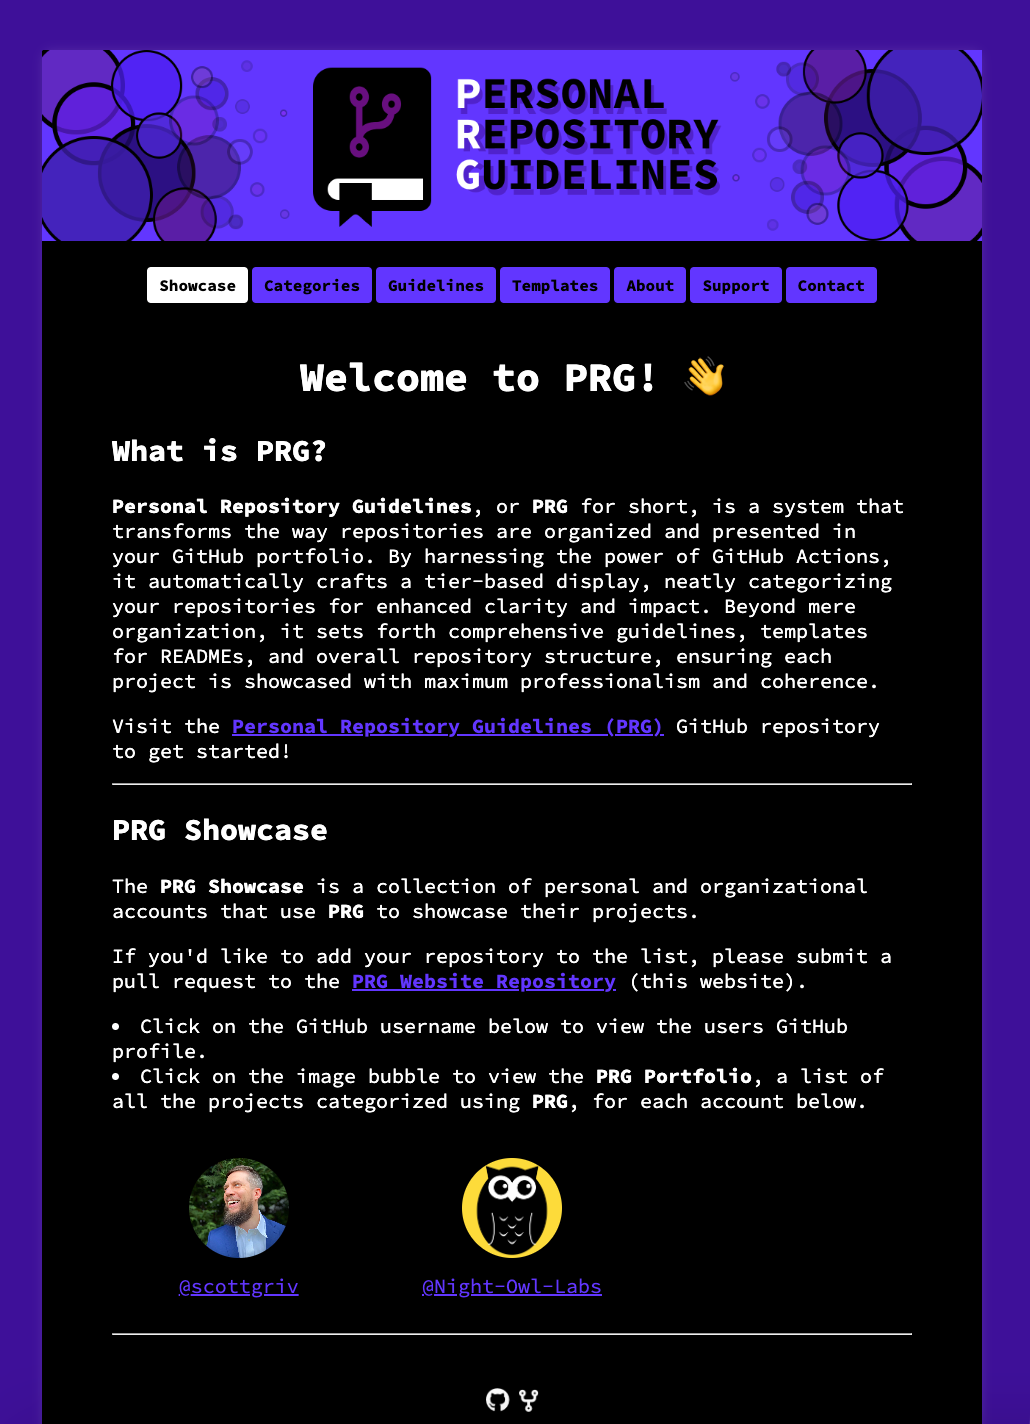 PERSONAL
REPOSITORY
GUIDELINES
Showcase Categories Guidelines Templates About Support Contact
Welcome to PRG! 👋
What is PRG?
Personal Repository Guidelines, or PRG for short, is a system that
transforms the way repositories are organized and presented in
your GitHub portfolio. By harnessing the power of GitHub Actions,
it automatically crafts a tier-based display, neatly categorizing
your repositories for enhanced clarity and impact. Beyond mere
organization, it sets forth comprehensive guidelines, templates
for READMEs, and overall repository structure, ensuring each
project is showcased with maximum professionalism and coherence.
Visit the Personal Repository Guidelines (PRG) GitHub repository
to get started!
PRG Showcase
The PRG Showcase is a collection of personal and organizational
accounts that use PRG to showcase their projects.
If you'd like to add your repository to the list, please submit a
pull request to the PRG Website Repository (this website).
• Click on the GitHub username below to view the users GitHub
profile.
• Click on the image bubble to view the PRG Portfolio, a list of
all the projects categorized using PRG, for each account below.
@scottgriv @Night-Owl-Labs